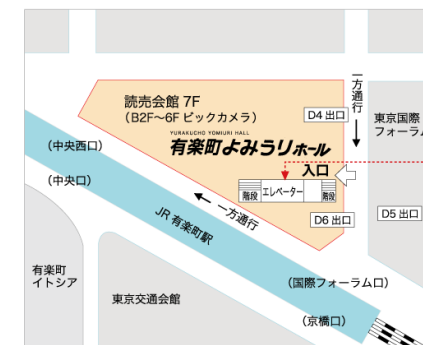 読売会館 7F
(B2F〜6F ビックカメラ)
YURAKUCHO YOMIURI HALL
有楽町よみうりホール
一方通行
D4 出口
東京国際
フォーラム
入口
階段
エレベーター
階段
D6 出口
D5 出口
(中央西口)
(中央口)
一方通行
JR 有楽町駅
有楽町
イトシア
東京交通会館
(国際フォーラム口)
(京橋口)